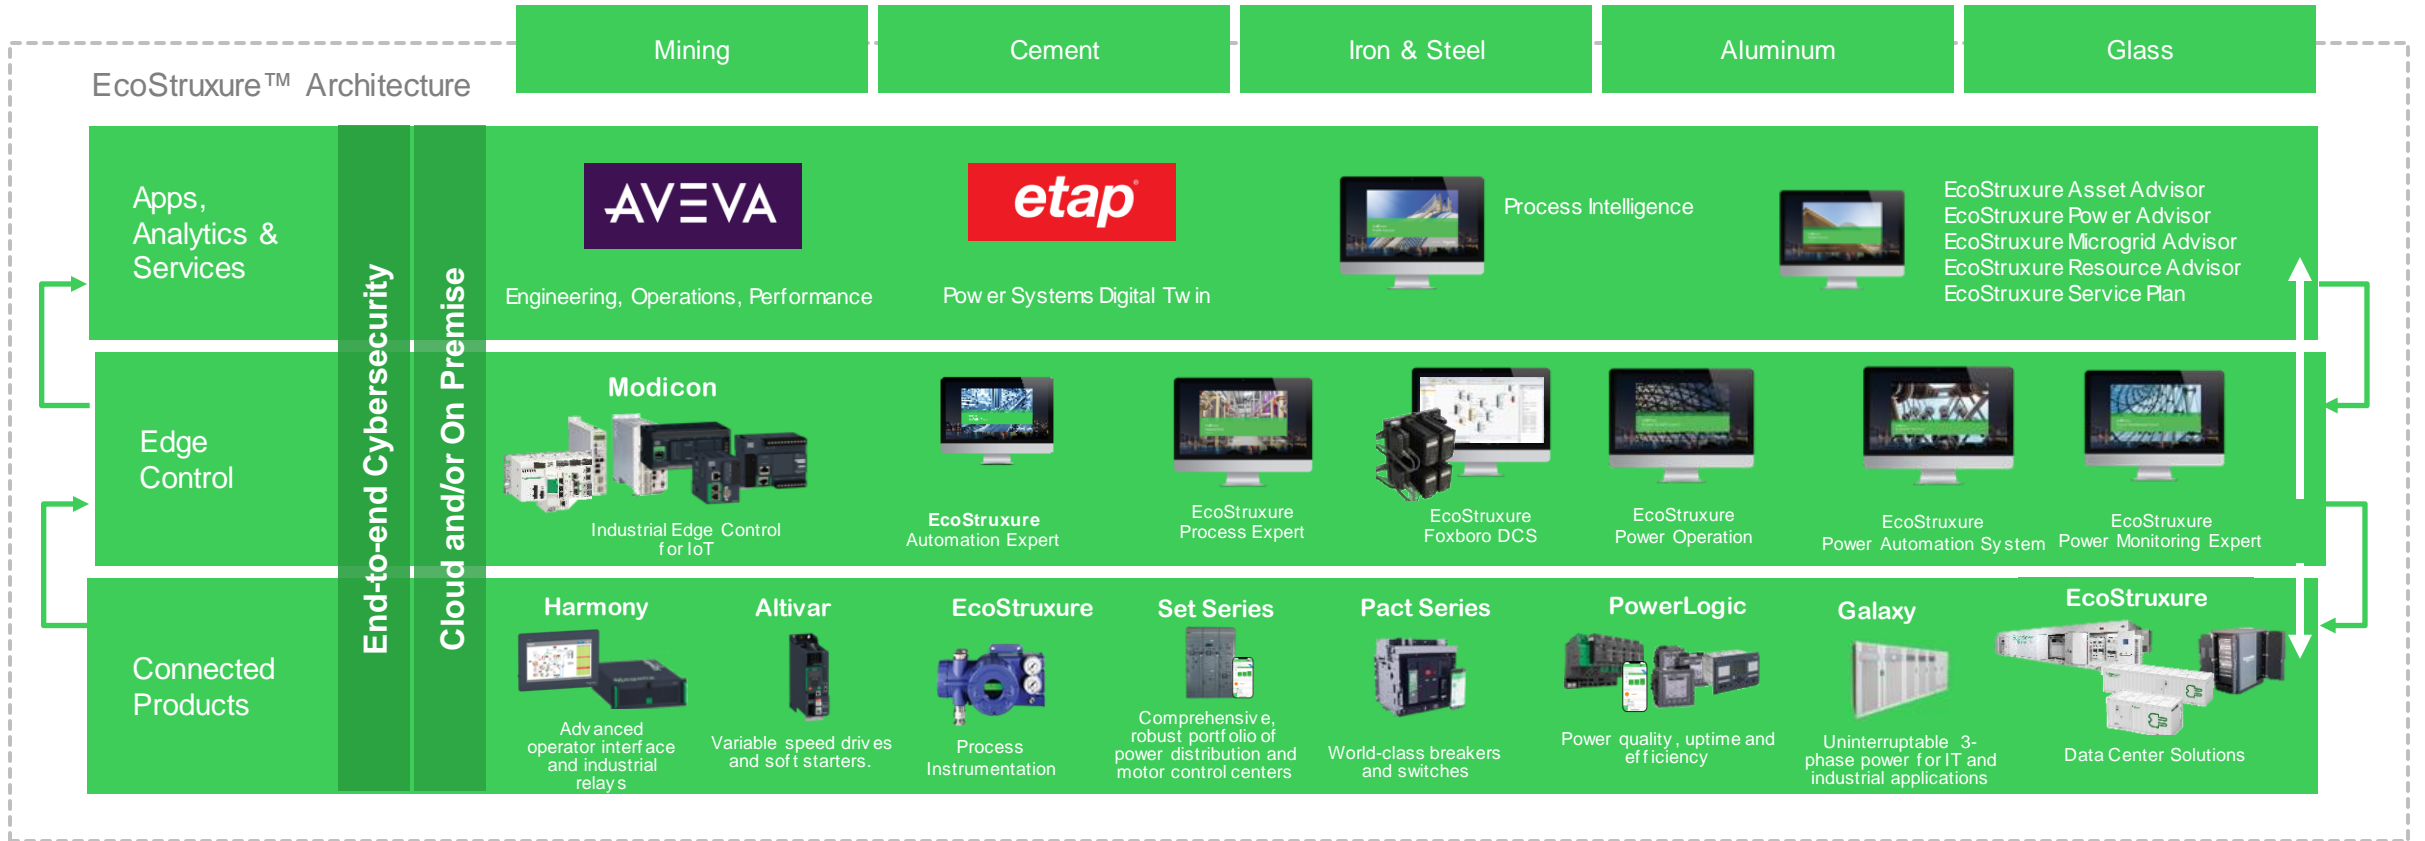 Mining
Cement
Iron & Steel
Aluminum
Glass
EcoStruxure™ Architecture
Apps,
Analytics &
Services
End-to-end Cybersecurity
Cloud and/or On Premise
AVEVA
Engineering, Operations, Performance
etap®
Power Systems Digital Twin
Process Intelligence
EcoStruxure Asset Advisor
EcoStruxure Power Advisor
EcoStruxure Microgrid Advisor
EcoStruxure Resource Advisor
EcoStruxure Service Plan
Edge
Control
Modicon
Industrial Edge Control
for IoT
EcoStruxure
Automation Expert
EcoStruxure
Process Expert
EcoStruxure
Foxboro DCS
EcoStruxure
Power Operation
EcoStruxure
Power Automation System
EcoStruxure
Power Monitoring Expert
Connected
Products
Harmony
Advanced
operator interface
and industrial
relays
Altivar
Variable speed drives
and soft starters.
EcoStruxure
Process
Instrumentation
Set Series
Comprehensive,
robust portfolio of
power distribution and
motor control centers
Pact Series
World-class breakers
and switches
PowerLogic
Power quality, uptime and
efficiency
Galaxy
Uninterruptable 3-
phase power for IT and
industrial applications
EcoStruxure
Data Center Solutions